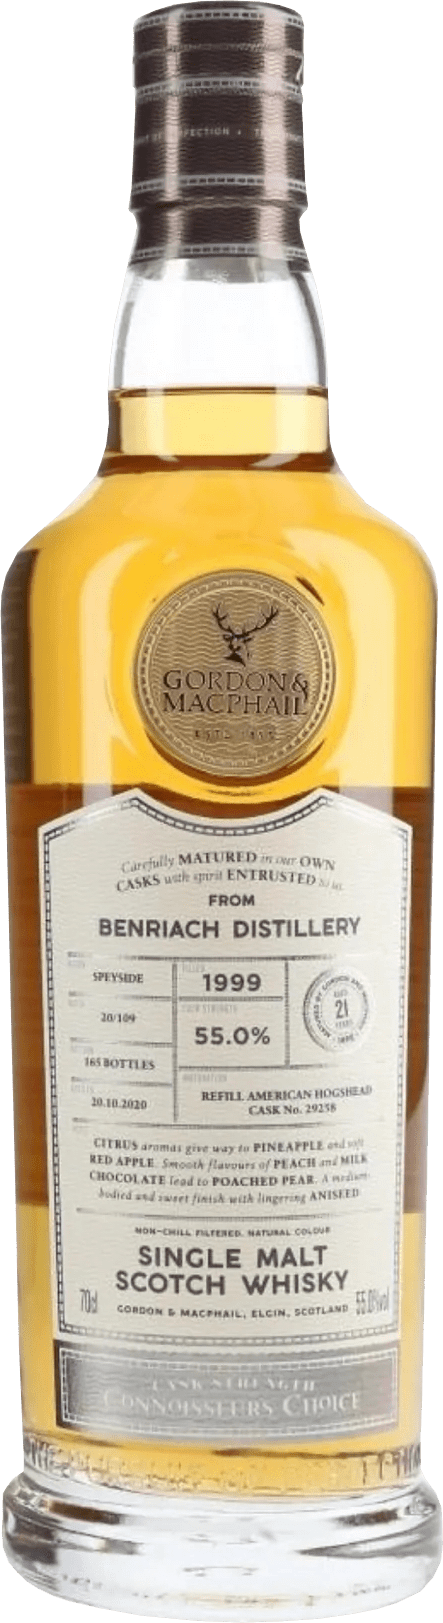 GORDON &
MACPHAIL
ESTD 1895
Carefully MATURED in our OWN
CASKS with spirit ENTRUSTED to us
FROM
BENRIACH DISTILLERY
SPEYSIDE
1999
AGED
21
YEARS
20/109
CASK STRENGTH
55.0%
165 BOTTLES
20.10.2020
REFILL AMERICAN HOGSHEAD
CASK No. 29258
CITRUS aromas give way to PINEAPPLE and soft
RED APPLE. Smooth flavours of PEACH and MILK
CHOCOLATE lead to POACHED PEAR. A medium-
bodied and sweet finish with lingering ANISEED.
NON-CHILL FILTERED, NATURAL COLOUR
SINGLE MALT
SCOTCH WHISKY
70cl
GORDON & MACPHAIL, ELGIN, SCOTLAND
55.0%vol
CASK STRENGTH
CONNOISSEURS CHOICE